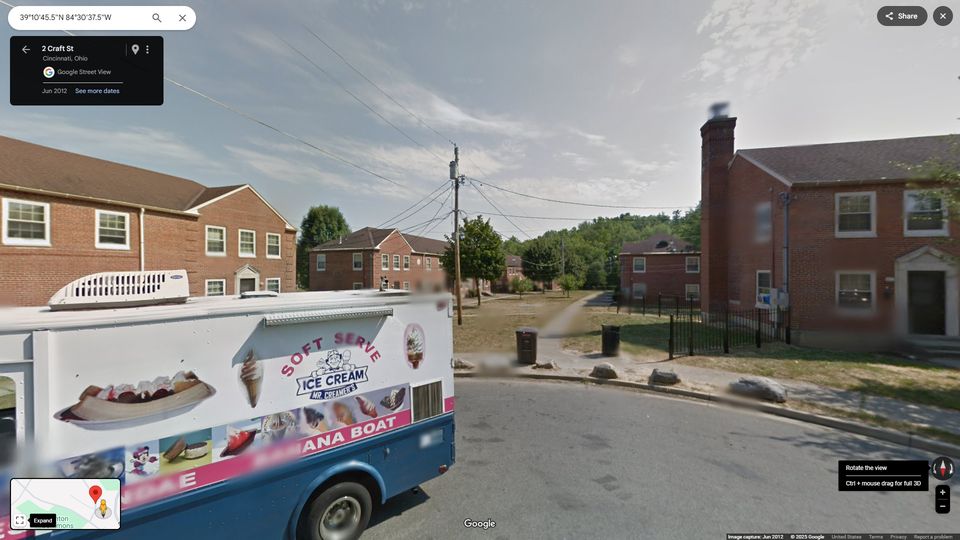 39°10'45.5"N 84°30'37.5"W
Share
2 Craft St
Cincinnati, Ohio
Google Street View
Jun 2012 See more dates
SOFT SERVE
ICE CREAM
MR. CREAMER'S
ANA BOAT
DAE
Expand
Rotate the view
Ctrl + mouse drag for full 3D
Google
Image capture: Jun 2012 © 2025 Google United States Terms Privacy Report a problem